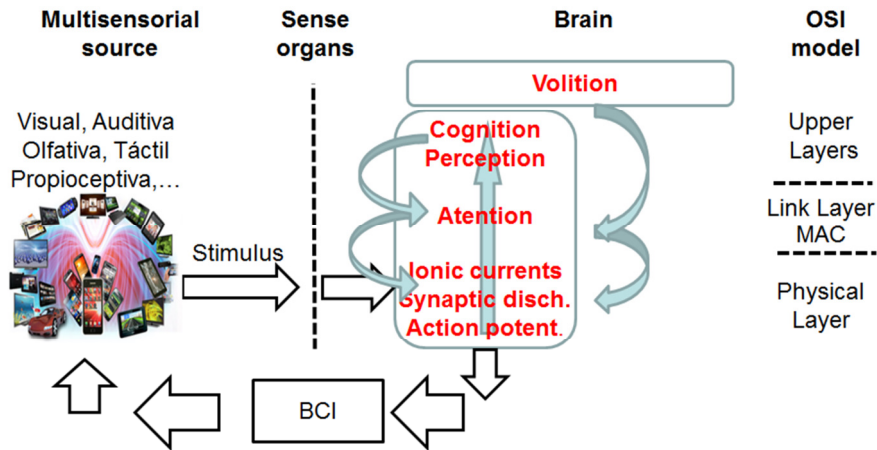 Multisensorial
source
Sense
organs
Brain
OSI
model
Volition
Visual, Auditiva
Olfativa, Táctil
Propioceptiva,...
Cognition
Perception
Upper
Layers
Atention
Link Layer
MAC
Stimulus
Ionic currents
Synaptic disch.
Action potent.
Physical
Layer
BCI